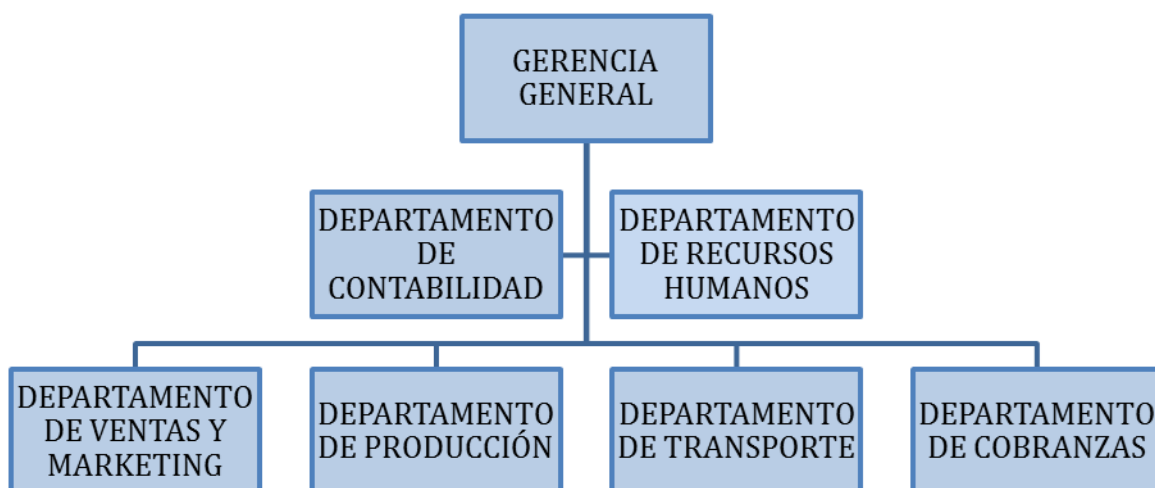 GERENCIA
GENERAL
DEPARTAMENTO
DE
CONTABILIDAD
DEPARTAMENTO
DE RECURSOS
HUMANOS
DEPARTAMENTO
DE VENTAS Y
MARKETING
DEPARTAMENTO
DE PRODUCCIÓN
DEPARTAMENTO
DE TRANSPORTE
DEPARTAMENTO
DE COBRANZAS